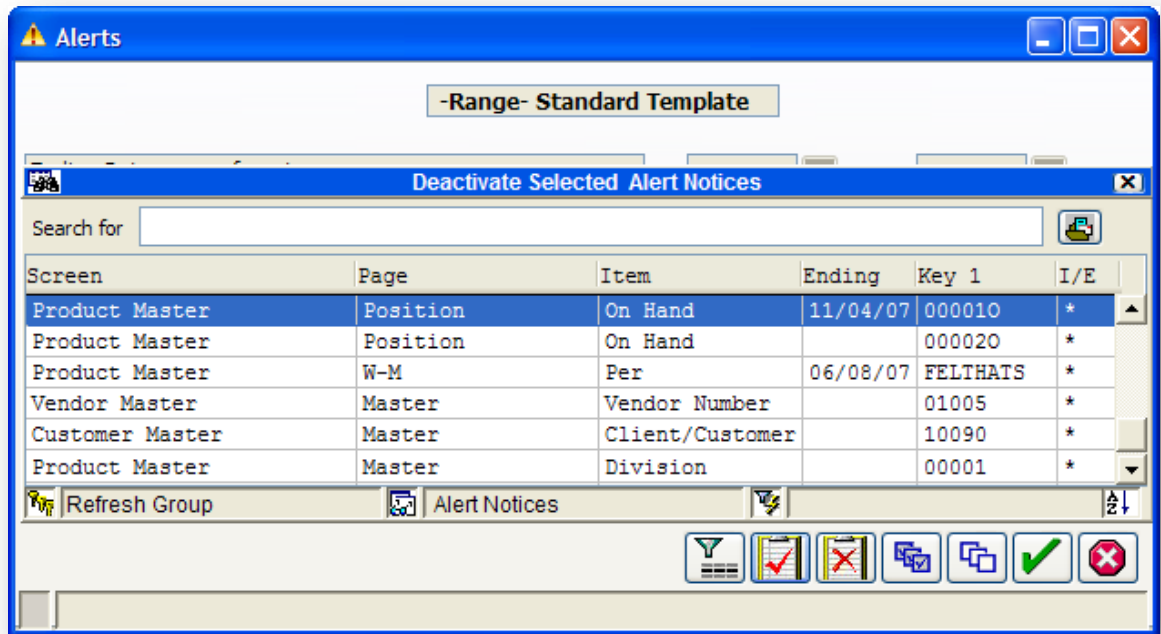 Alerts
-Range- Standard Template
Deactivate Selected Alert Notices
Search for
Screen Page Item Ending Key 1 I/E
Product Master Position On Hand 11/04/07 00001O *
Product Master Position On Hand 00002O *
Product Master W-M Per 06/08/07 FELTHATS *
Vendor Master Master Vendor Number 01005 *
Customer Master Master Client/Customer 10090 *
Product Master Master Division 00001 *
Refresh Group Alert Notices